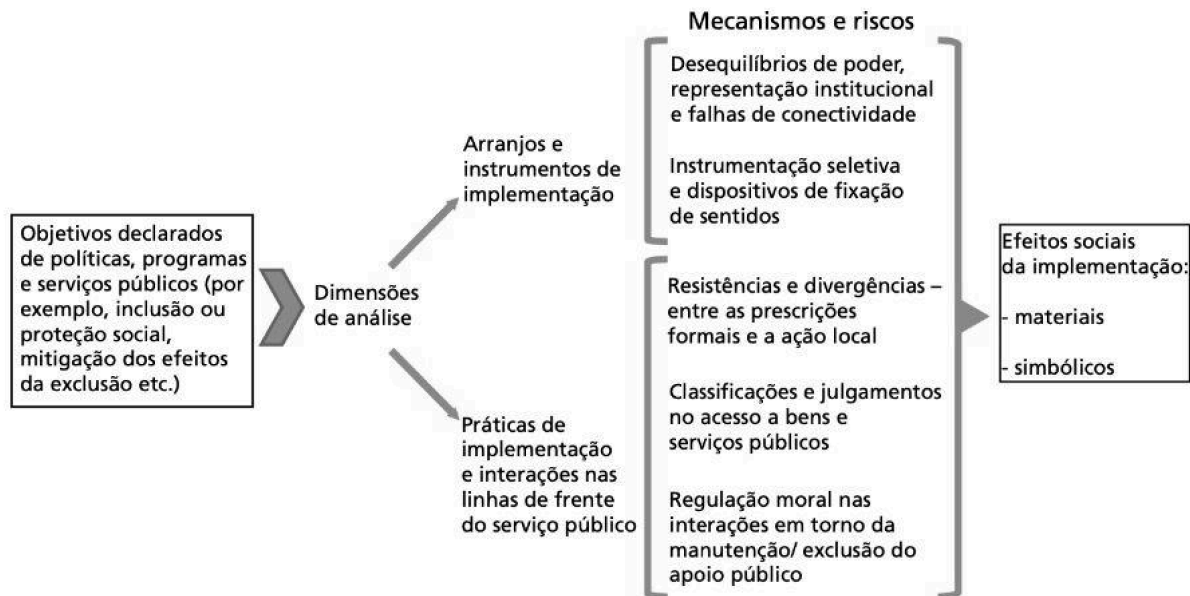 Mecanismos e riscos
Objetivos declarados
de políticas, programas
e serviços públicos (por
exemplo, inclusão ou
proteção social,
mitigação dos efeitos
da exclusão etc.)
Dimensões
de análise
Arranjos e
instrumentos de
implementação
Desequilíbrios de poder,
representação institucional
e falhas de conectividade
Instrumentação seletiva
e dispositivos de fixação
de sentidos
Práticas de
implementação
e interações nas
linhas de frente
do serviço público
Resistências e divergências –
entre as prescrições
formais e a ação local
Classificações e julgamentos
no acesso a bens e
serviços públicos
Regulação moral nas
interações em torno da
manutenção/ exclusão do
apoio público
Efeitos sociais
da implementação:
- materiais
- simbólicos